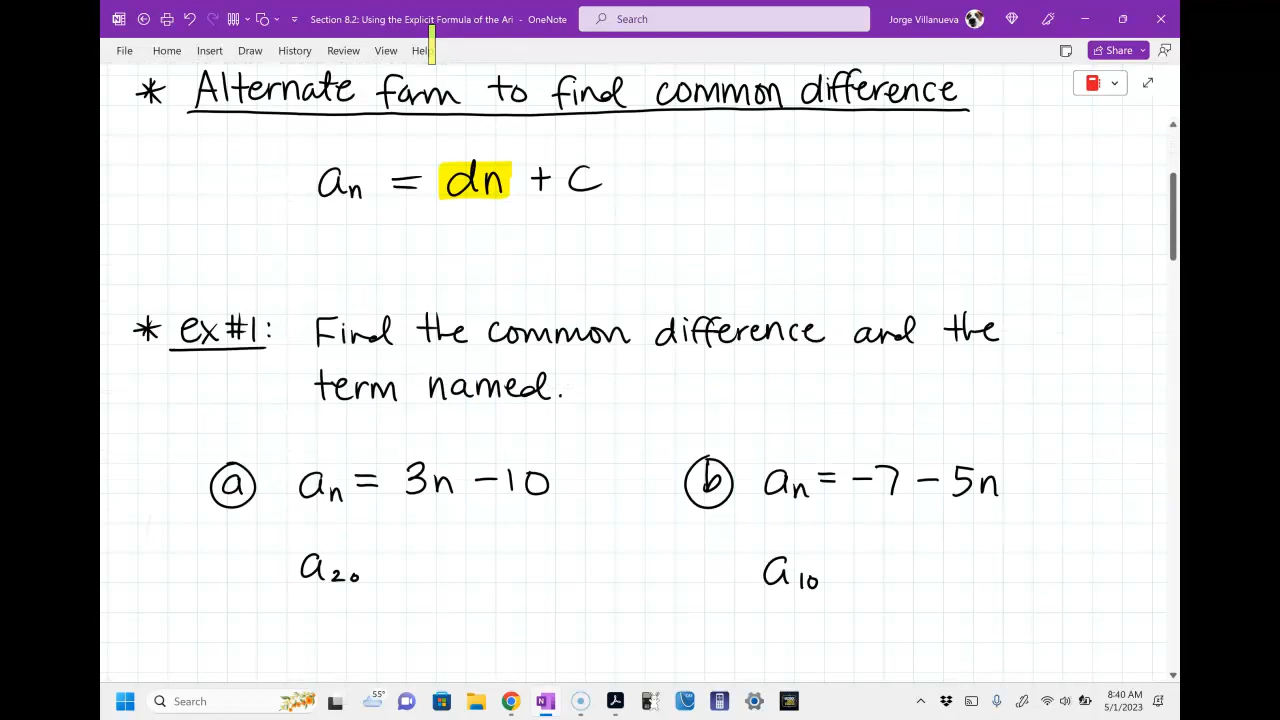 Section 8.2: Using the Explicit Formula of the Ari - OneNote
Search
Jorge Villanueva
File Home Insert Draw History Review View Help
Share
* Alternate form to find common difference
aₙ = dn + c
* ex #1: Find the common difference and the
term named.
ⓐ aₙ = 3n - 10
ⓑ aₙ = -7 - 5n
a₂₀
a₁₀
Search
55°
8:40 AM
5/1/2023